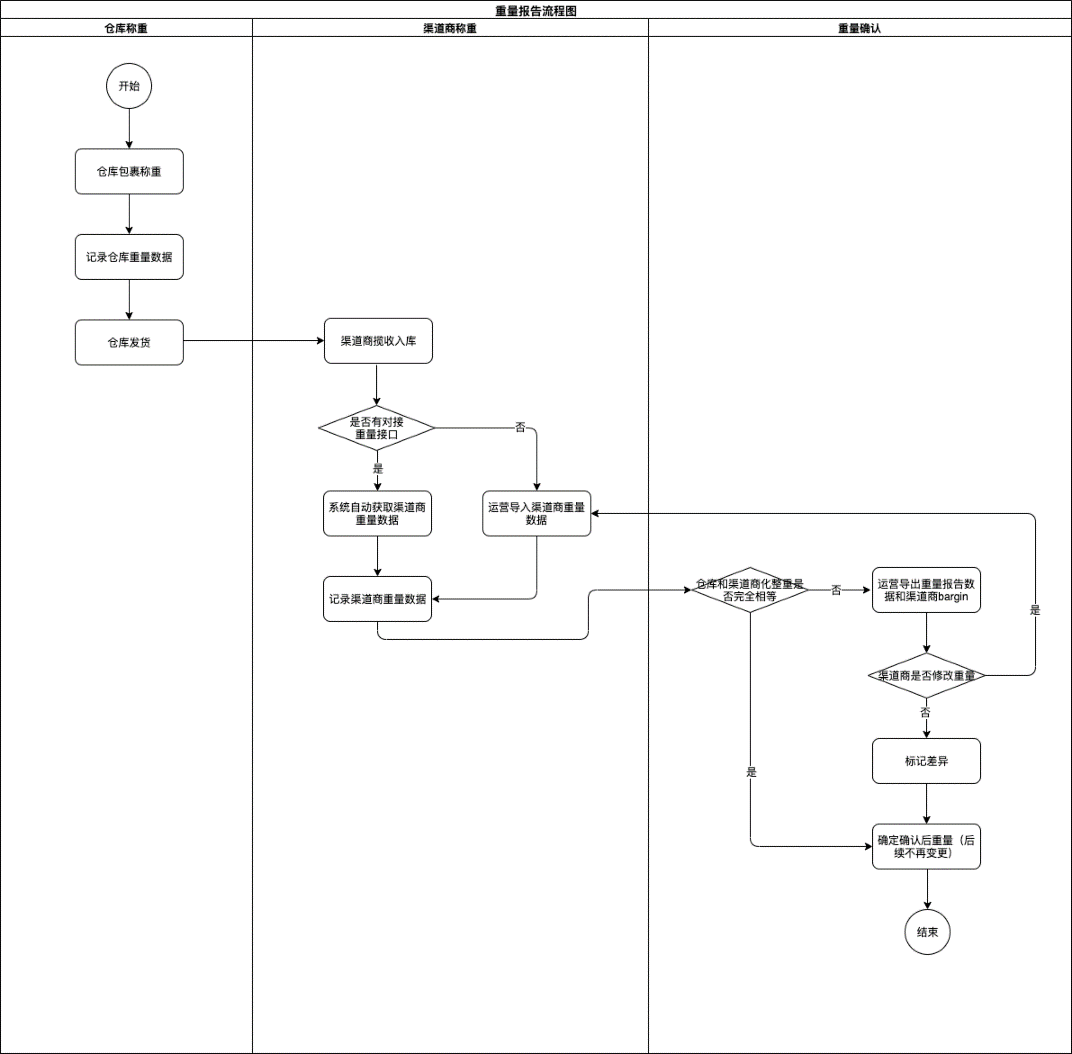 重量报告流程图
仓库称重
渠道商称重
重量确认
开始
仓库包裹称重
记录仓库重量数据
仓库发货
渠道商揽收入库
是否有对接
重量接口
否
是
系统自动获取渠道商
重量数据
运营导入渠道商重量
数据
记录渠道商重量数据
仓库和渠道商化整重是
否完全相等
否
运营导出重量报告数
据和渠道商bargin
是
渠道商是否修改重量
否
标记差异
是
确定确认后重量（后
续不再变更）
结束